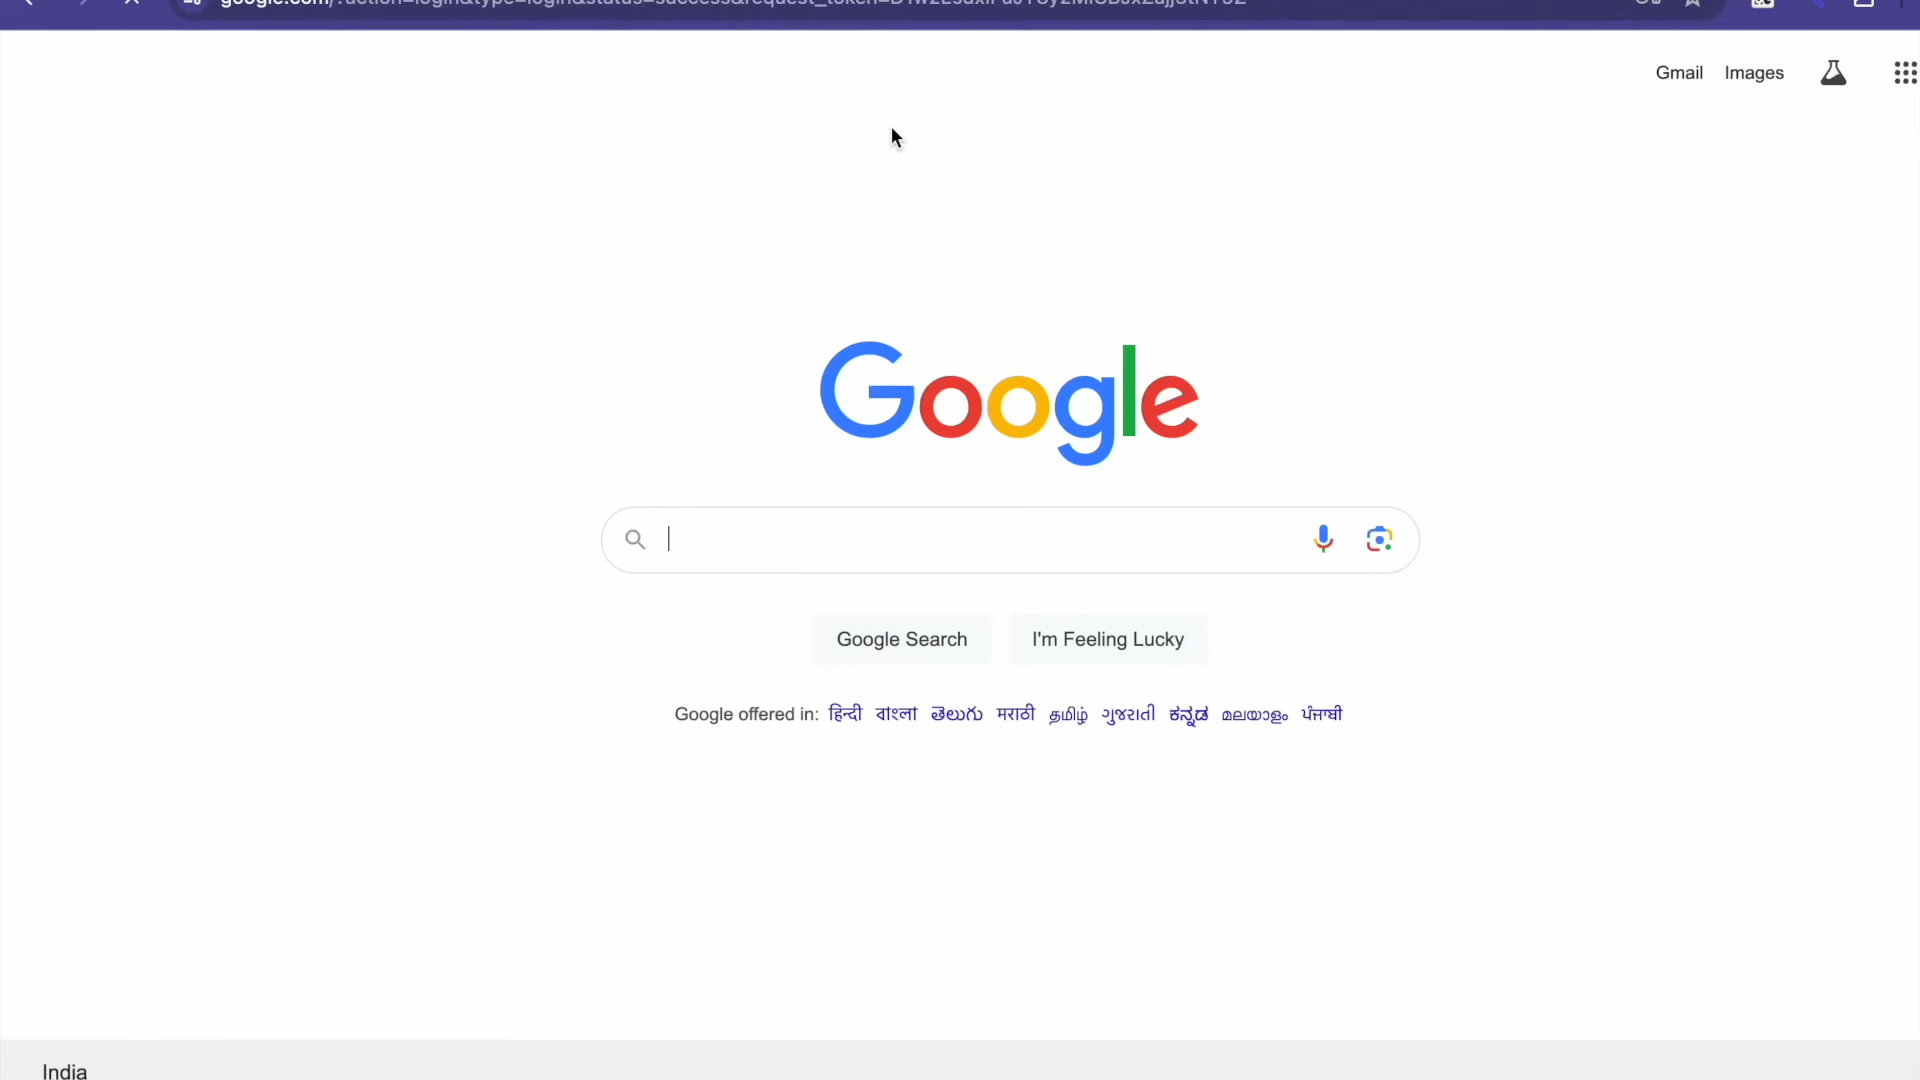 Gmail Images
Google
Google Search I'm Feeling Lucky
Google offered in: हिन्दी বাংলা తెలుగు मराठी தமிழ் ગુજરાતી ಕನ್ನಡ മലയാളം ਪੰਜਾਬੀ
India